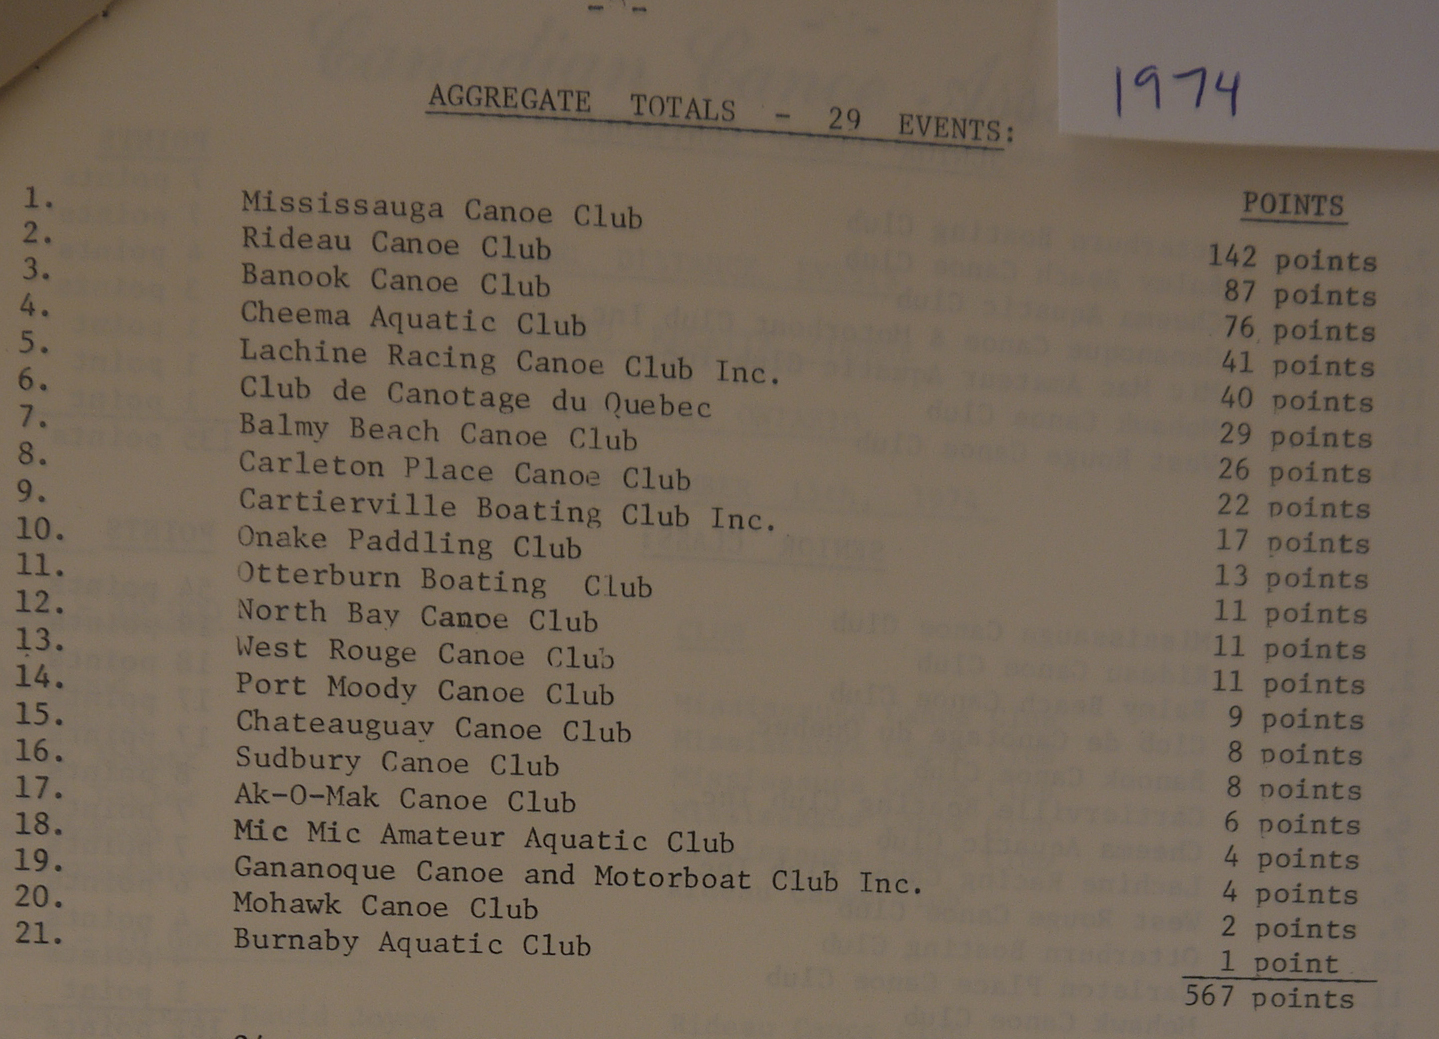 1974
AGGREGATE TOTALS - 29 EVENTS:
POINTS
1. Mississauga Canoe Club 142 points
2. Rideau Canoe Club 87 points
3. Banook Canoe Club 76 points
4. Cheema Aquatic Club 41 points
5. Lachine Racing Canoe Club Inc. 40 points
6. Club de Canotage du Quebec 29 points
7. Balmy Beach Canoe Club 26 points
8. Carleton Place Canoe Club 22 points
9. Cartierville Boating Club Inc. 17 points
10. Onake Paddling Club 13 points
11. Otterburn Boating Club 11 points
12. North Bay Canoe Club 11 points
13. West Rouge Canoe Club 11 points
14. Port Moody Canoe Club 9 points
15. Chateauguay Canoe Club 8 points
16. Sudbury Canoe Club 8 points
17. Ak-O-Mak Canoe Club 6 points
18. Mic Mic Amateur Aquatic Club 4 points
19. Gananoque Canoe and Motorboat Club Inc. 4 points
20. Mohawk Canoe Club 2 points
21. Burnaby Aquatic Club 1 point
567 points